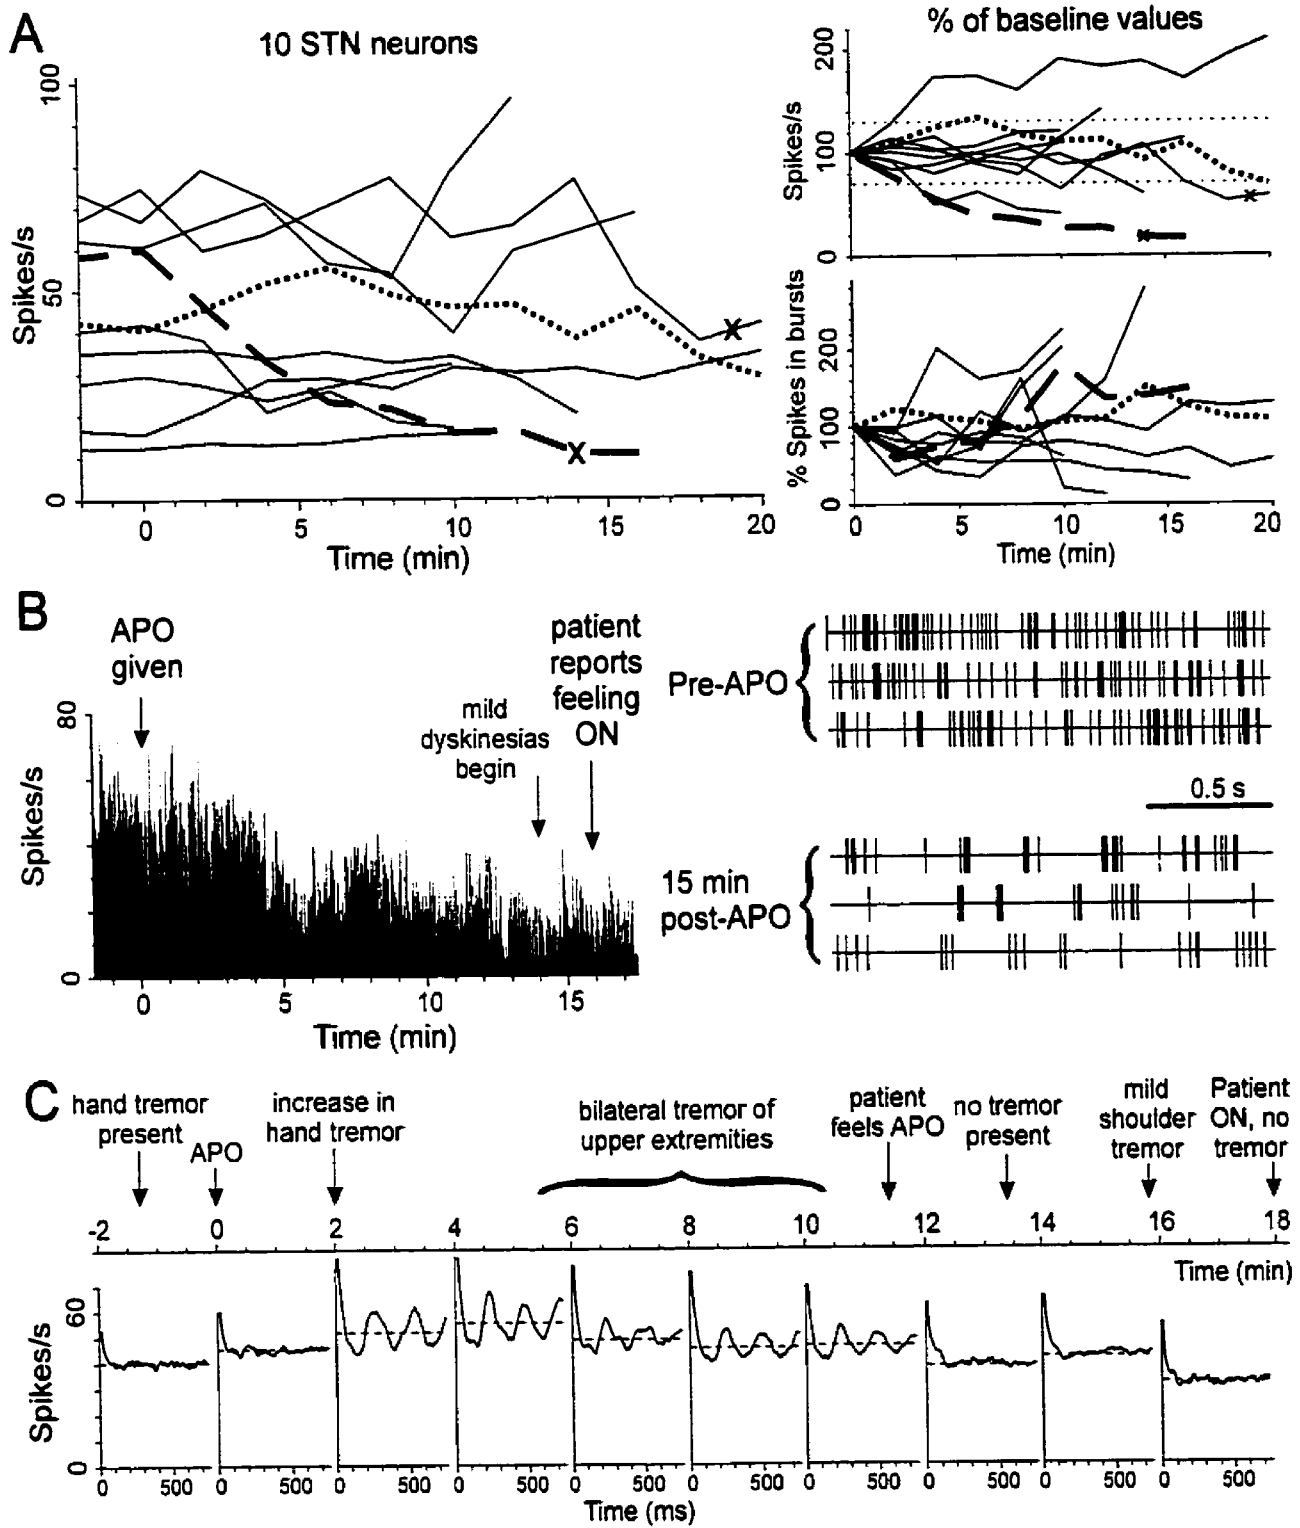 A
10 STN neurons
100
50
0
Spikes/s
0
5
10
15
20
Time (min)
X
X
% of baseline values
200
100
0
Spikes/s
x
x
200
100
0
% Spikes in bursts
0
5
10
15
20
Time (min)
B
APO
given
mild
dyskinesias
begin
patient
reports
feeling
ON
80
0
Spikes/s
0
5
10
15
Time (min)
Pre-APO
0.5 s
15 min
post-APO
C
hand tremor
present
APO
increase in
hand tremor
bilateral tremor of
upper extremities
patient
feels APO
no tremor
present
mild
shoulder
tremor
Patient
ON, no
tremor
-2 0 2 4 6 8 10 12 14 16 18
Time (min)
60
0
Spikes/s
0 500 0 500 0 500 0 500 0 500 0 500 0 500 0 500 0 500 0 500
Time (ms)